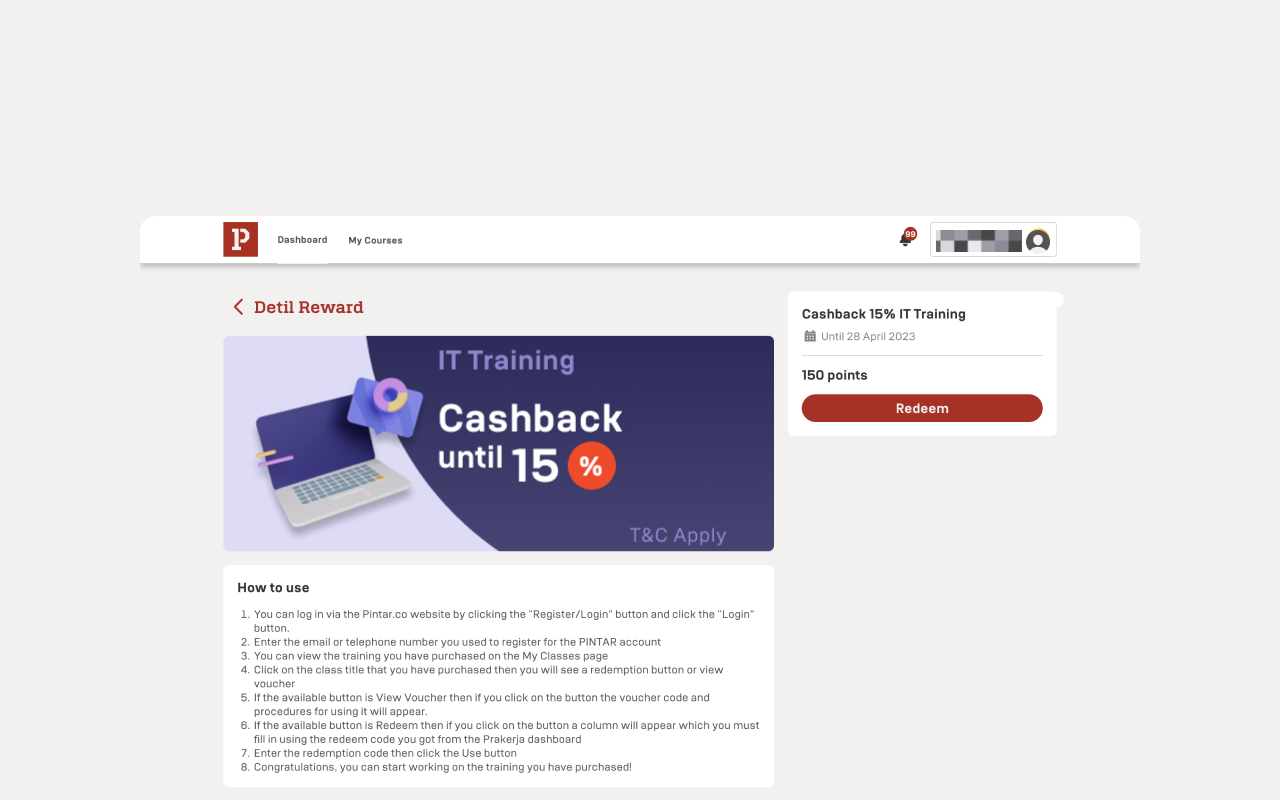 P Dashboard My Courses 99
Detil Reward
IT Training
Cashback
until 15 %
T&C Apply
Cashback 15% IT Training
Until 28 April 2023
150 points
Redeem
How to use
1. You can log in via the Pintar.co website by clicking the "Register/Login" button and click the "Login"
button.
2. Enter the email or telephone number you used to register for the PINTAR account
3. You can view the training you have purchased on the My Classes page
4. Click on the class title that you have purchased then you will see a redemption button or view
voucher
5. If the available button is View Voucher then if you click on the button the voucher code and
procedures for using it will appear.
6. If the available button is Redeem then if you click on the button a column will appear which you must
fill in using the redeem code you got from the Prakerja dashboard
7. Enter the redemption code then click the Use button
8. Congratulations, you can start working on the training you have purchased!